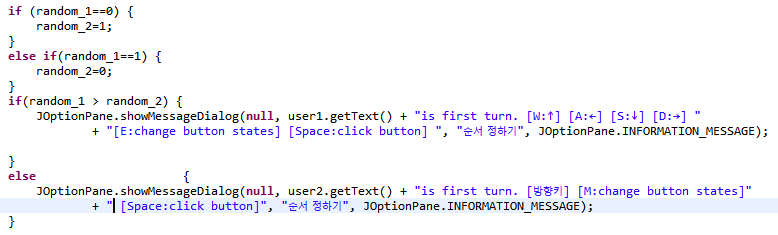 if (random_1==0) {
random_2=1;
}
else if(random_1==1) {
random_2=0;
}
if(random_1 > random_2) {
JOptionPane.showMessageDialog(null, user1.getText() + "is first turn. [W:↑] [A:←] [S:↓] [D:→] "
+ "[E:change button states] [Space:click button] ", "순서 정하기", JOptionPane.INFORMATION_MESSAGE);
}
else {
JOptionPane.showMessageDialog(null, user2.getText() + "is first turn. [방향키] [M:change button states]"
+ " [Space:click button]", "순서 정하기", JOptionPane.INFORMATION_MESSAGE);
}